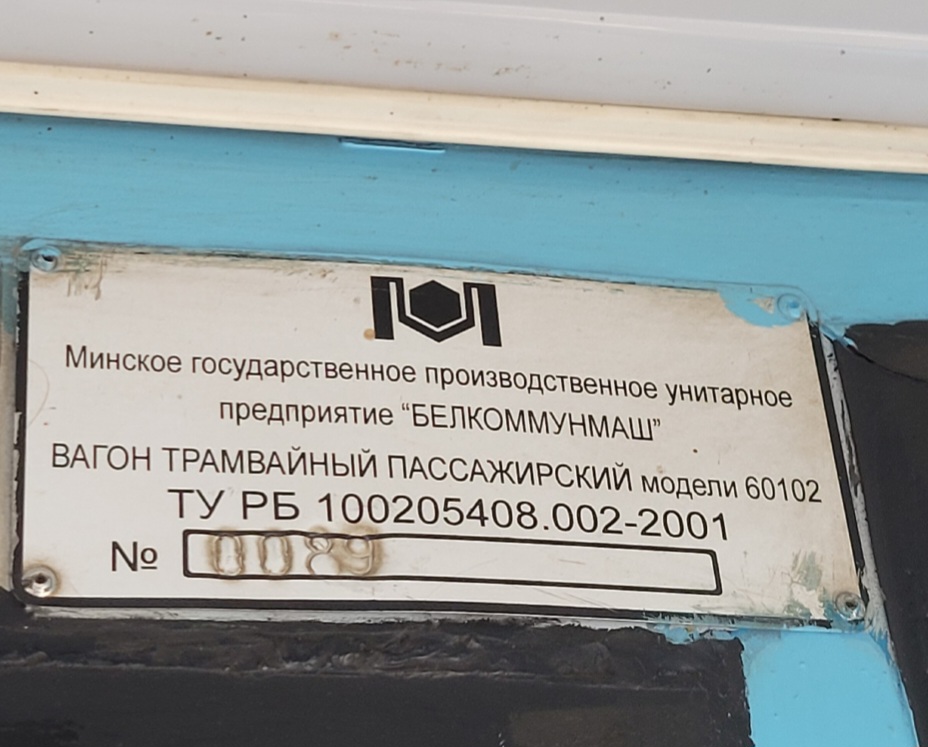 Минское государственное производственное унитарное
предприятие “БЕЛКОММУНМАШ”
ВАГОН ТРАМВАЙНЫЙ ПАССАЖИРСКИЙ модели 60102
ТУ РБ 100205408.002-2001
№ 0089